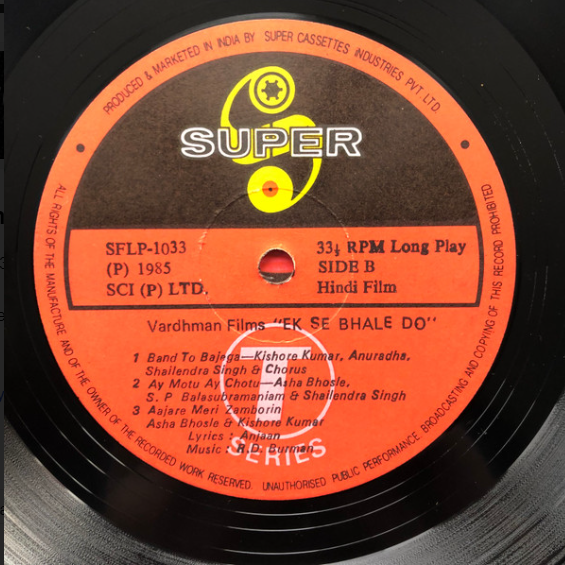 PRODUCED & MARKETED IN INDIA BY SUPER CASSETTES INDUSTRIES PVT. LTD.
SUPER
SFLP-1033
(P) 1985
SCI (P) LTD.
33⅓ RPM Long Play
SIDE B
Hindi Film
Vardhman Films "EK SE BHALE DO"
1 Band To Bajega—Kishore Kumar, Anuradha,
Shailendra Singh & Chorus
2 Ay Motu Ay Chotu—Asha Bhosle,
S. P Balasubramaniam & Shailendra Singh
3 Aajare Meri Zamborin
Asha Bhosle & Kishore Kumar
Lyrics : Anjaan
Music : R.D. Burman
T
SERIES
ALL RIGHTS OF THE MANUFACTURE AND OF THE OWNER OF THE RECORDED WORK RESERVED. UNAUTHORISED PUBLIC PERFORMANCE BROADCASTING AND COPYING OF THIS RECORD PROHIBITED